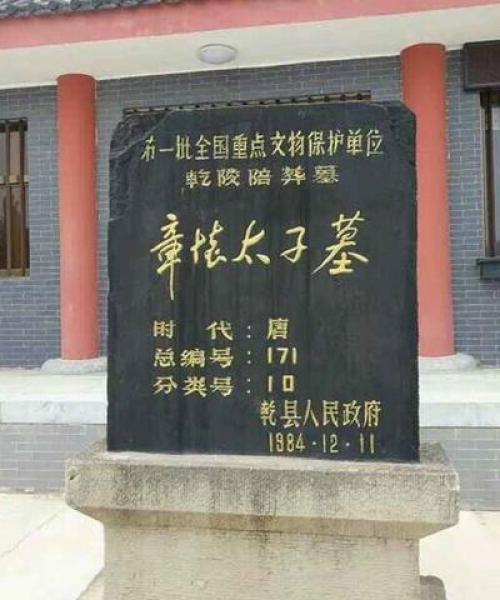 第一批全国重点文物保护单位
乾陵陪葬墓
章怀太子墓
时代：唐
总编号：171
分类号：10
乾县人民政府
1984·12·11